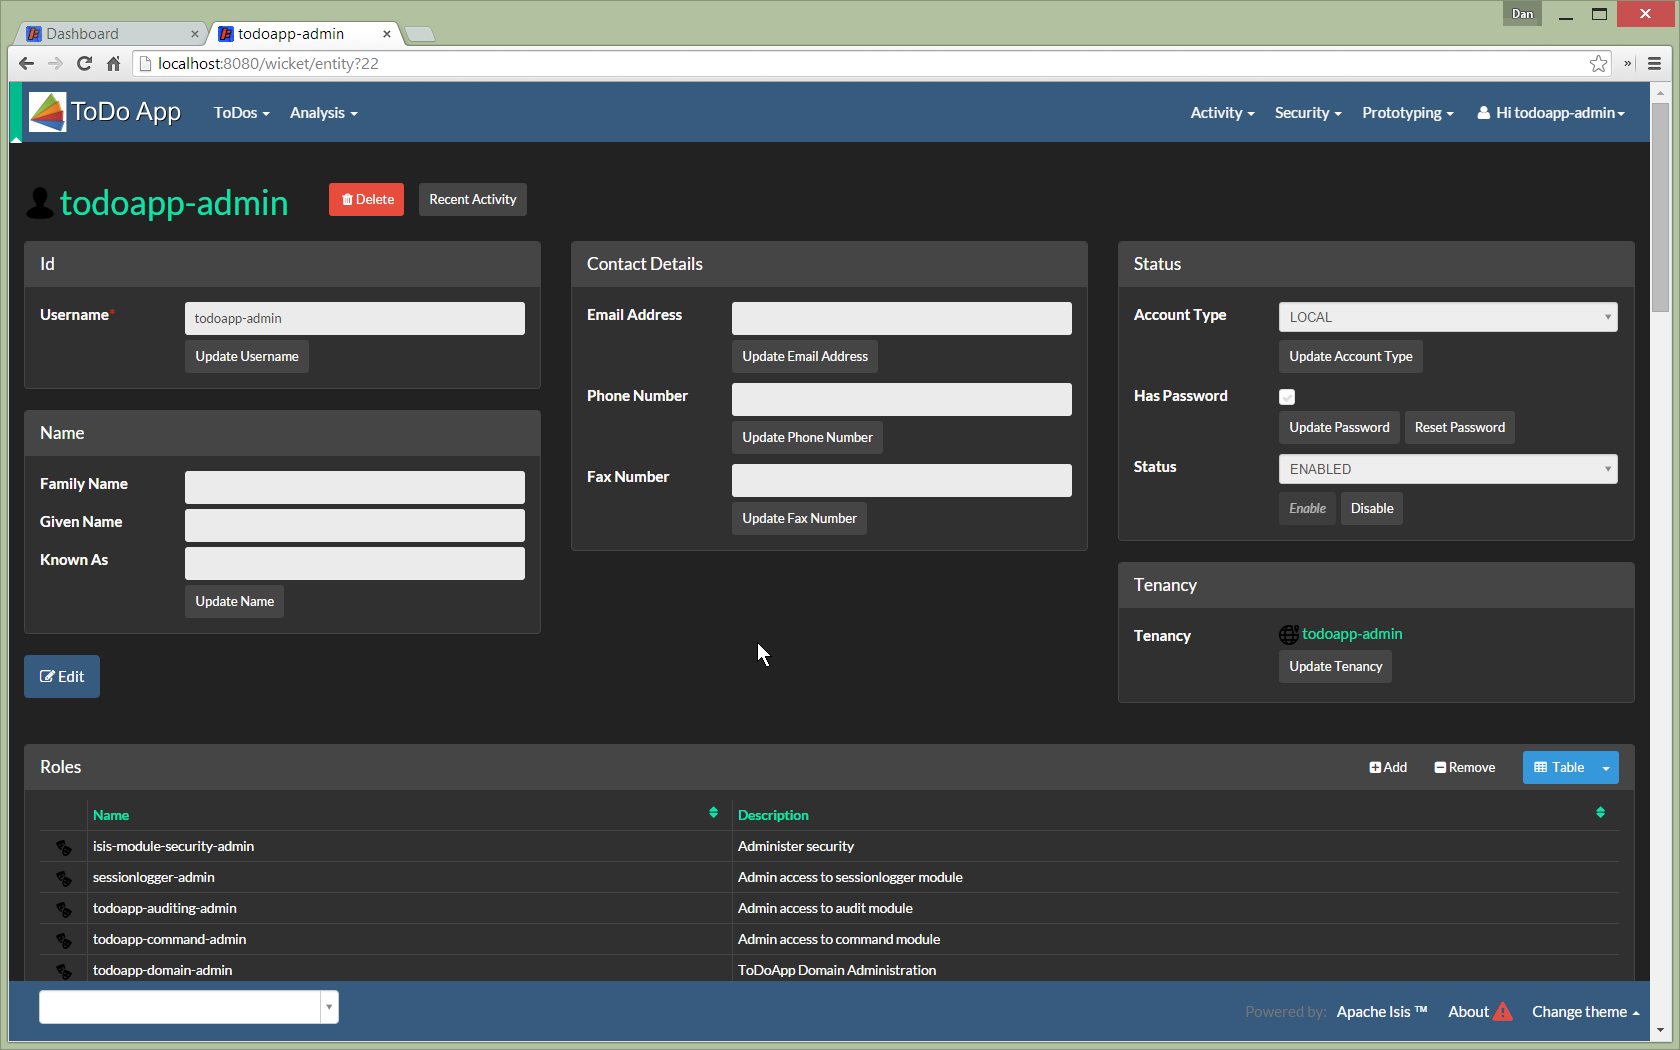 Dan
Dashboard
todoapp-admin
localhost:8080/wicket/entity?22
»
ToDo App
ToDos
Analysis
Activity
Security
Prototyping
Hi todoapp-admin
todoapp-admin
Delete
Recent Activity
Id
Username*
todoapp-admin
Update Username
Name
Family Name
Given Name
Known As
Update Name
Edit
Contact Details
Email Address
Update Email Address
Phone Number
Update Phone Number
Fax Number
Update Fax Number
Status
Account Type
LOCAL
Update Account Type
Has Password
Update Password
Reset Password
Status
ENABLED
Enable
Disable
Tenancy
Tenancy
todoapp-admin
Update Tenancy
Roles
Add
Remove
Table
Name
Description
isis-module-security-admin
Administer security
sessionlogger-admin
Admin access to sessionlogger module
todoapp-auditing-admin
Admin access to audit module
todoapp-command-admin
Admin access to command module
todoapp-domain-admin
ToDoApp Domain Administration
Powered by:
Apache Isis ™
About
Change theme